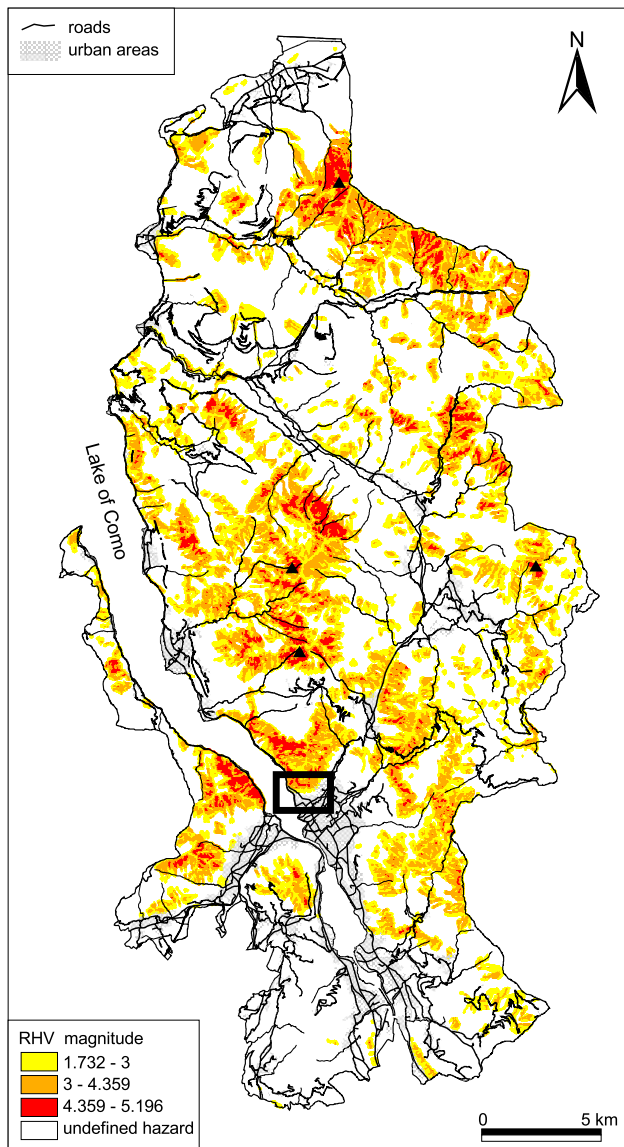 roads
urban areas
N
Lake of Como
RHV magnitude
1.732 - 3
3 - 4.359
4.359 - 5.196
undefined hazard
0 5 km